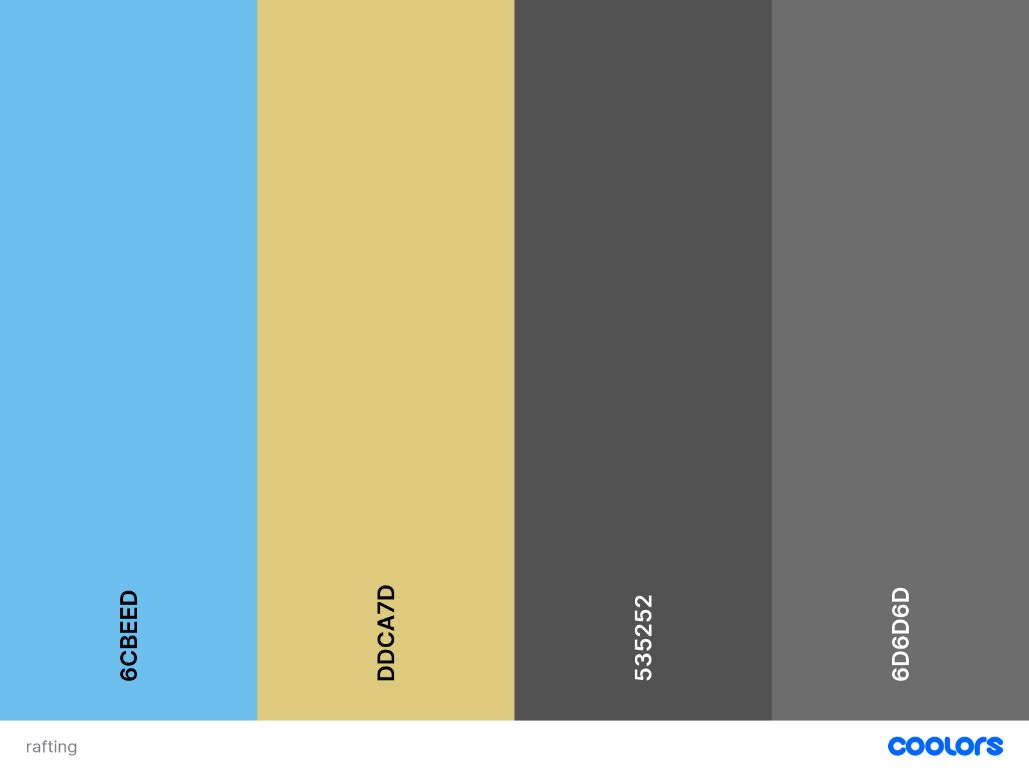 6CBEED
DDCA7D
535252
6D6D6D
rafting
coolors